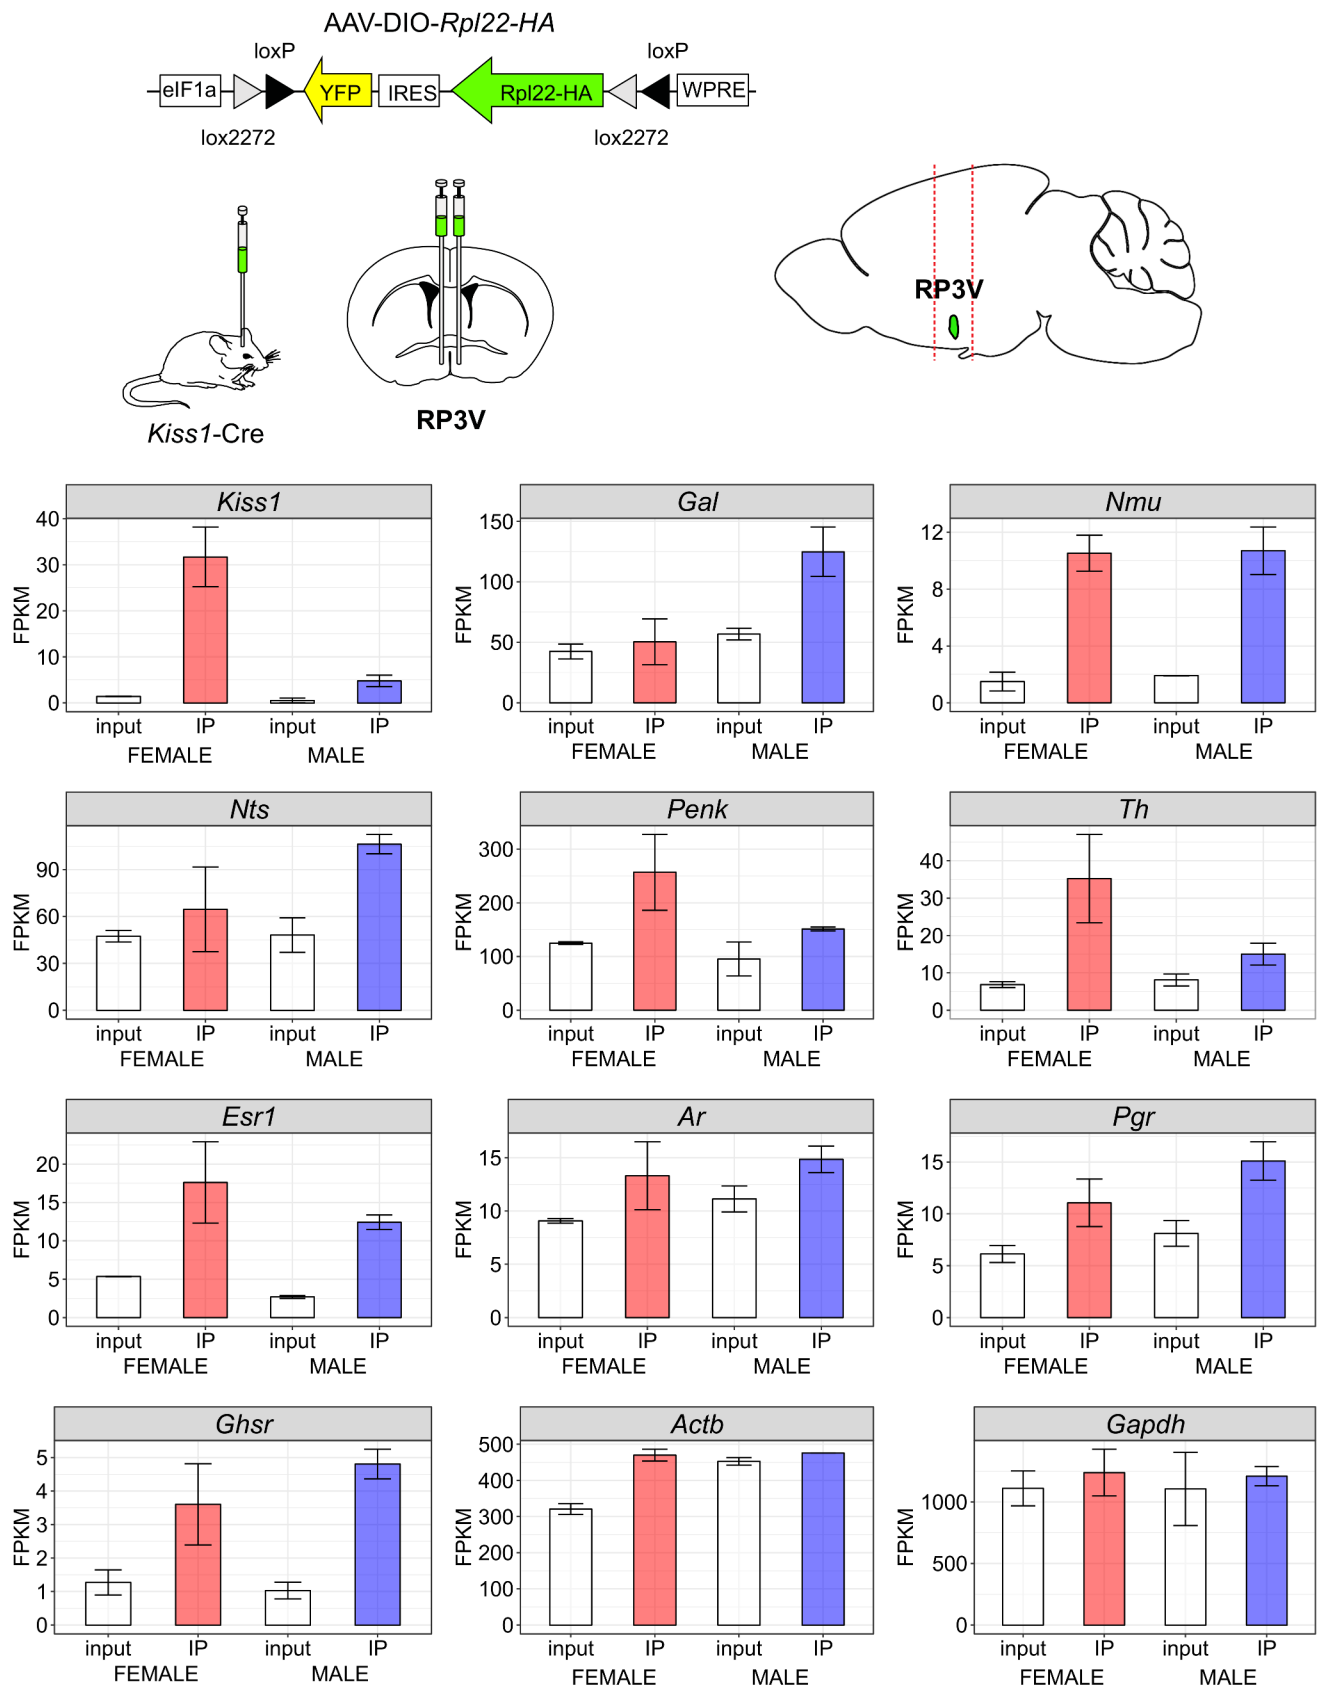 AAV-DIO-Rpl22-HA
loxP loxP
eIF1a YFP IRES Rpl22-HA WPRE
lox2272 lox2272
RP3V
Kiss1-Cre
RP3V
Kiss1
40
30
20
10
0
FPKM
input IP input IP
FEMALE MALE
Gal
150
100
50
0
FPKM
input IP input IP
FEMALE MALE
Nmu
12
8
4
0
FPKM
input IP input IP
FEMALE MALE
Nts
90
60
30
0
FPKM
input IP input IP
FEMALE MALE
Penk
300
200
100
0
FPKM
input IP input IP
FEMALE MALE
Th
40
30
20
10
0
FPKM
input IP input IP
FEMALE MALE
Esr1
20
15
10
5
0
FPKM
input IP input IP
FEMALE MALE
Ar
15
10
5
0
FPKM
input IP input IP
FEMALE MALE
Pgr
15
10
5
0
FPKM
input IP input IP
FEMALE MALE
Ghsr
5
4
3
2
1
0
FPKM
input IP input IP
FEMALE MALE
Actb
500
400
300
200
100
0
FPKM
input IP input IP
FEMALE MALE
Gapdh
1000
500
0
FPKM
input IP input IP
FEMALE MALE